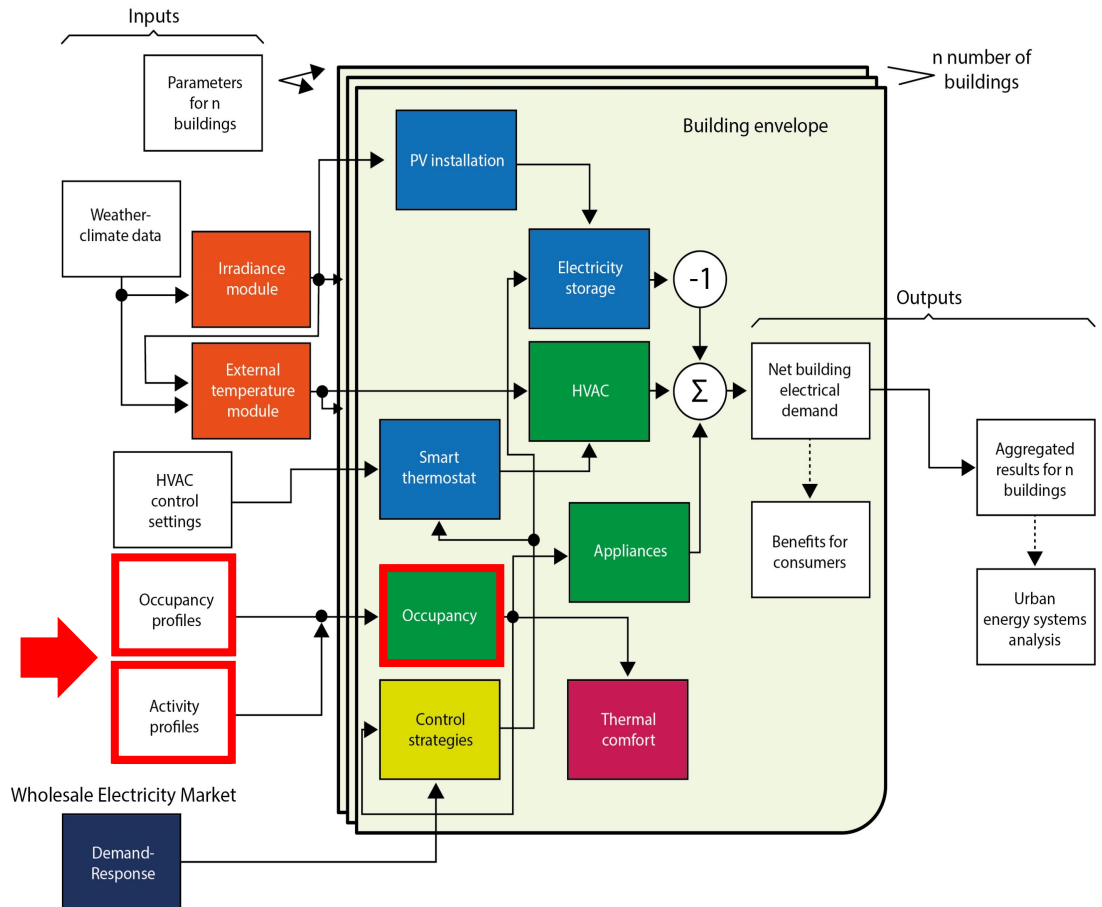 Inputs
Parameters
for n
buildings
n number of
buildings
Building envelope
PV installation
Weather-
climate data
Irradiance
module
Electricity
storage
-1
Outputs
External
temperature
module
HVAC
Σ
Net building
electrical
demand
Smart
thermostat
HVAC
control
settings
Aggregated
results for n
buildings
Appliances
Benefits for
consumers
Occupancy
profiles
Occupancy
Urban
energy systems
analysis
Activity
profiles
Control
strategies
Thermal
comfort
Wholesale Electricity Market
Demand-
Response